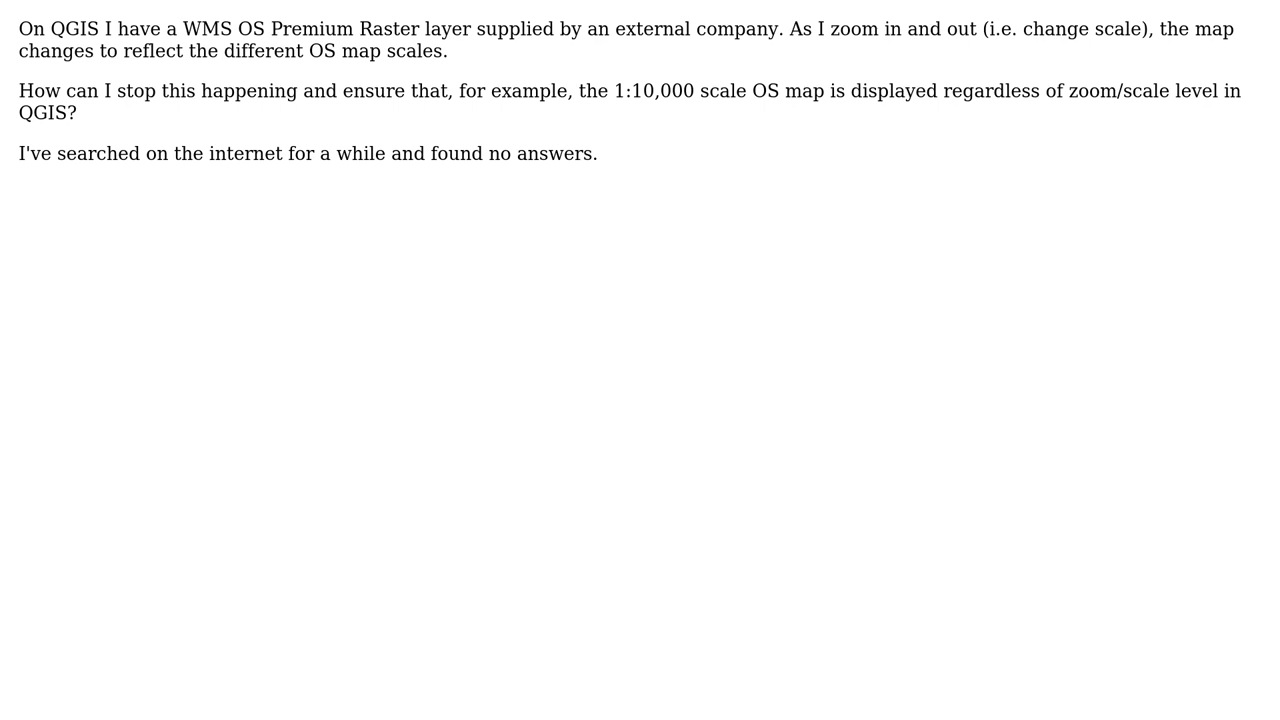 On QGIS I have a WMS OS Premium Raster layer supplied by an external company. As I zoom in and out (i.e. change scale), the map
changes to reflect the different OS map scales.
How can I stop this happening and ensure that, for example, the 1:10,000 scale OS map is displayed regardless of zoom/scale level in
QGIS?
I've searched on the internet for a while and found no answers.